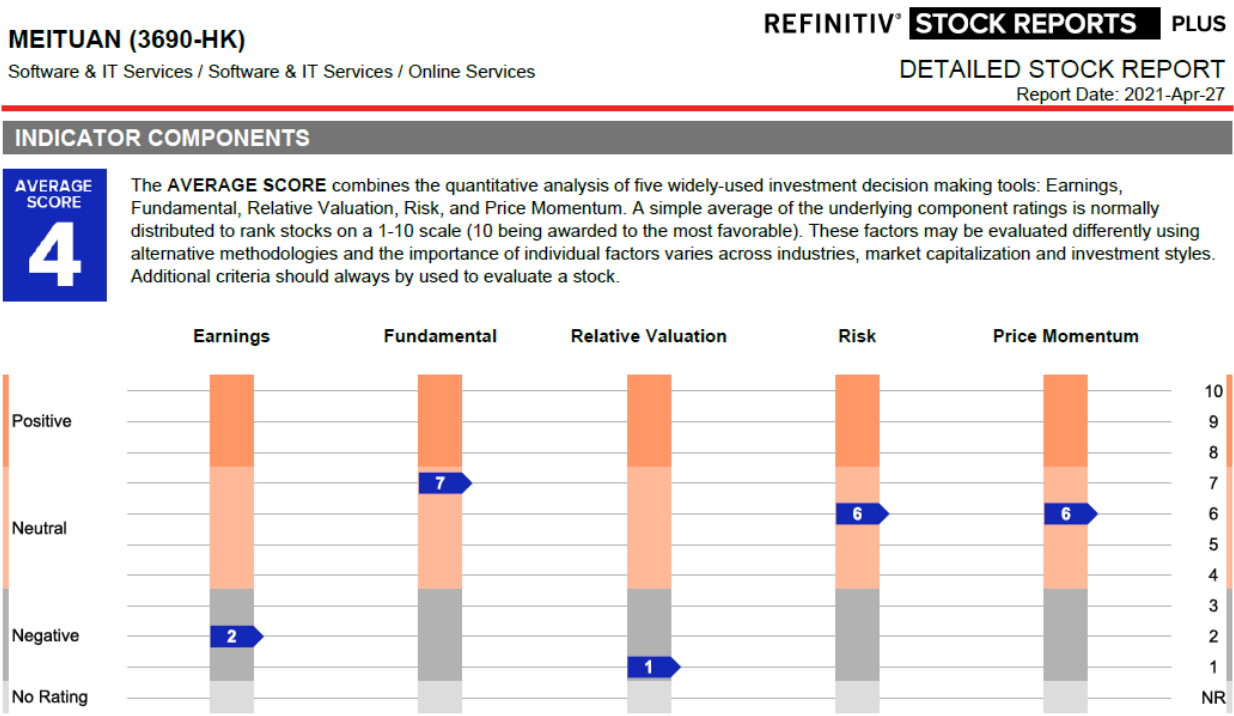 REFINITIV® STOCK REPORTS PLUS
MEITUAN (3690-HK)
Software & IT Services / Software & IT Services / Online Services
DETAILED STOCK REPORT
Report Date: 2021-Apr-27
INDICATOR COMPONENTS
AVERAGE
SCORE
4
The AVERAGE SCORE combines the quantitative analysis of five widely-used investment decision making tools: Earnings,
Fundamental, Relative Valuation, Risk, and Price Momentum. A simple average of the underlying component ratings is normally
distributed to rank stocks on a 1-10 scale (10 being awarded to the most favorable). These factors may be evaluated differently using
alternative methodologies and the importance of individual factors varies across industries, market capitalization and investment styles.
Additional criteria should always by used to evaluate a stock.
Earnings Fundamental Relative Valuation Risk Price Momentum
10
Positive 9
8
7 7
Neutral 6 6 6
5
4
3
Negative 2 2
1 1
No Rating NR